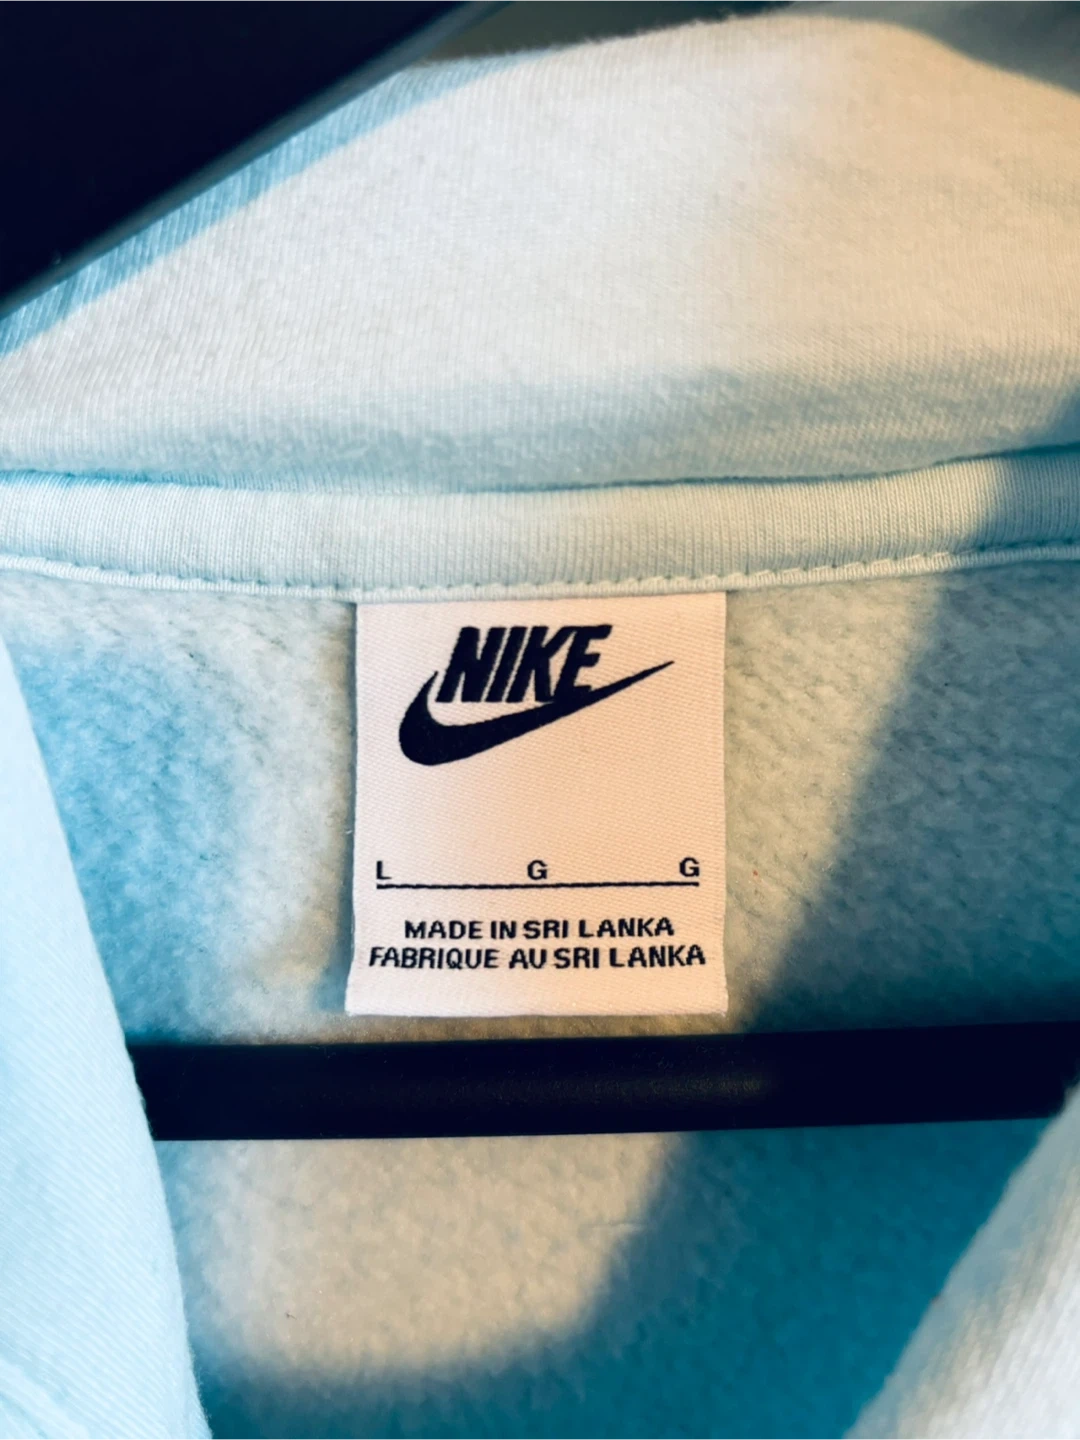 NIKE
L G G
MADE IN SRI LANKA
FABRIQUE AU SRI LANKA